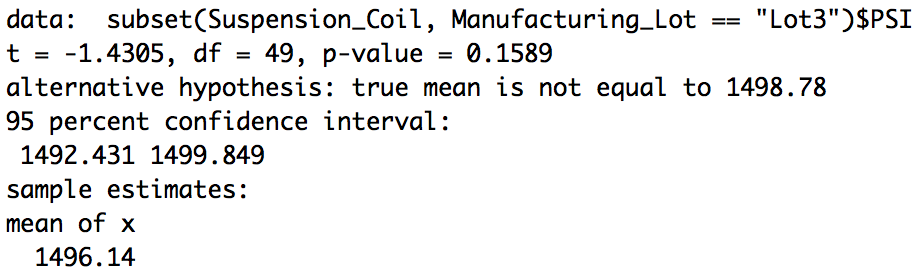 data:  subset(Suspension_Coil, Manufacturing_Lot == "Lot3")$PSI
t = -1.4305, df = 49, p-value = 0.1589
alternative hypothesis: true mean is not equal to 1498.78
95 percent confidence interval:
 1492.431 1499.849
sample estimates:
mean of x
  1496.14